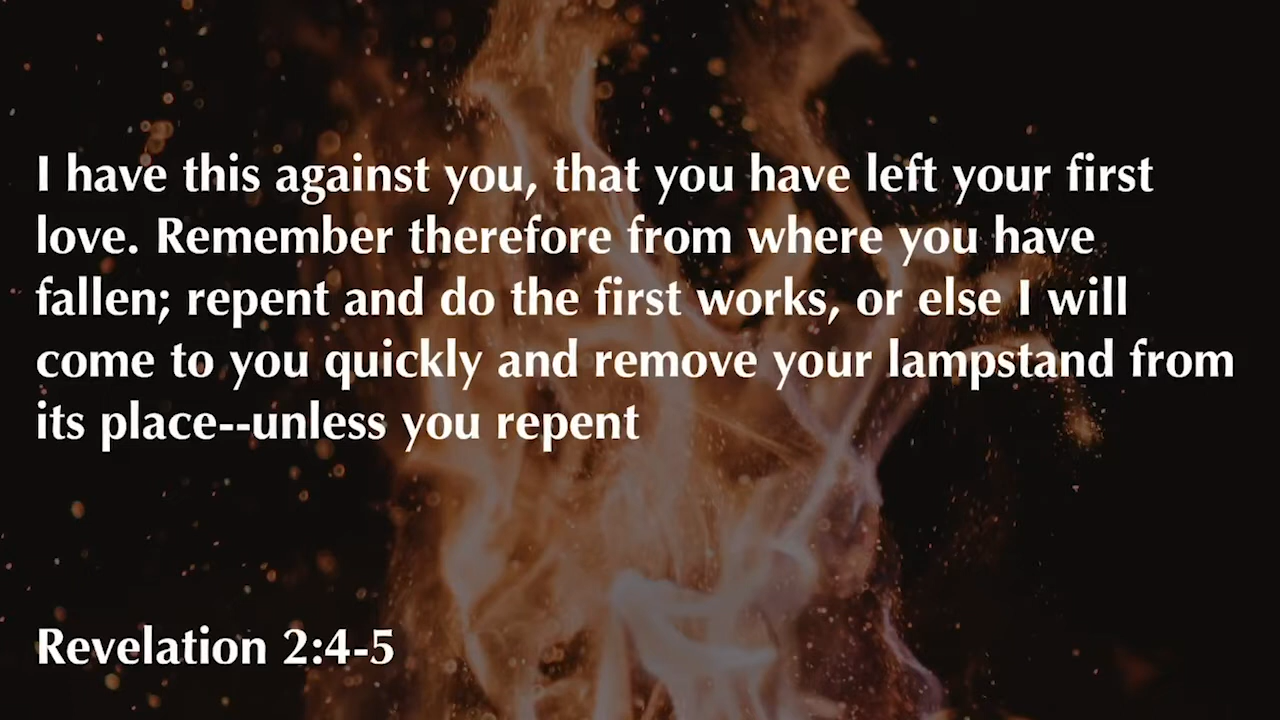 I have this against you, that you have left your first
love. Remember therefore from where you have
fallen; repent and do the first works, or else I will
come to you quickly and remove your lampstand from
its place--unless you repent
Revelation 2:4-5